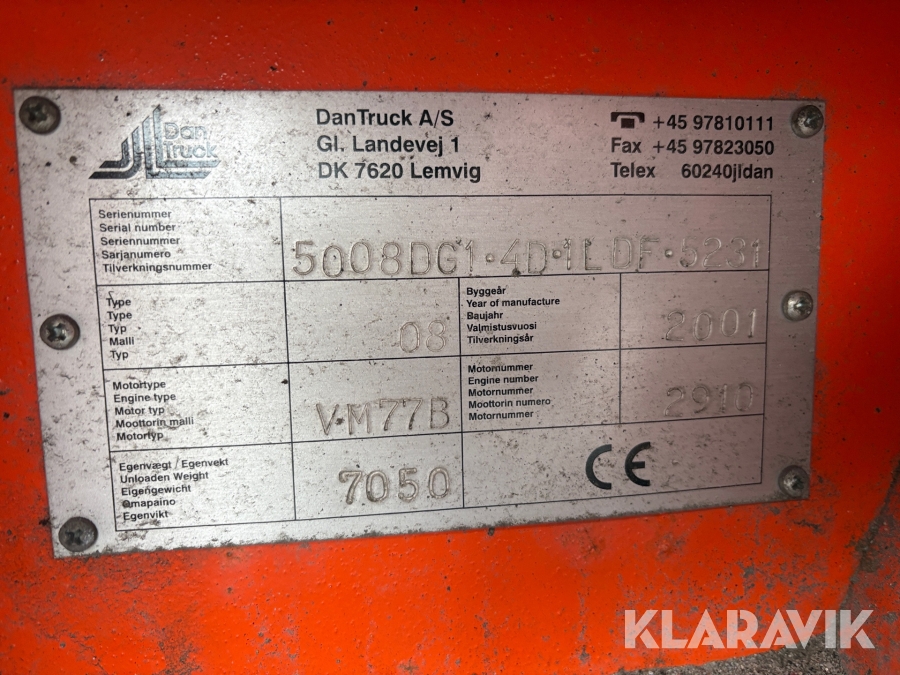 Dan
Truck
DanTruck A/S
Gl. Landevej 1
DK 7620 Lemvig
☎ +45 97810111
Fax +45 97823050
Telex 60240jldan
Serienummer
Serial number
Seriennummer
Sarjanumero
Tilverkningsnummer
5008DG1·4D·1LDF·5231
Type
Type
Typ
Malli
Typ
08
Byggeår
Year of manufacture
Baujahr
Valmistusvuosi
Tilverkningsår
2001
Motortype
Engine type
Motor typ
Moottorin malli
Motortyp
V·M77B
Motornummer
Engine number
Motornummer
Moottorin numero
Motornummer
2910
Egenvægt / Egenvekt
Unloaden Weight
Eigengewicht
Omapaino
Egenvikt
7050
CE
KLARAVIK